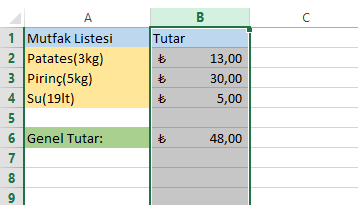 A B C
1 Mutfak Listesi Tutar
2 Patates(3kg) ₺ 13,00
3 Pirinç(5kg) ₺ 30,00
4 Su(19lt) ₺ 5,00
5
6 Genel Tutar: ₺ 48,00
7
8
9